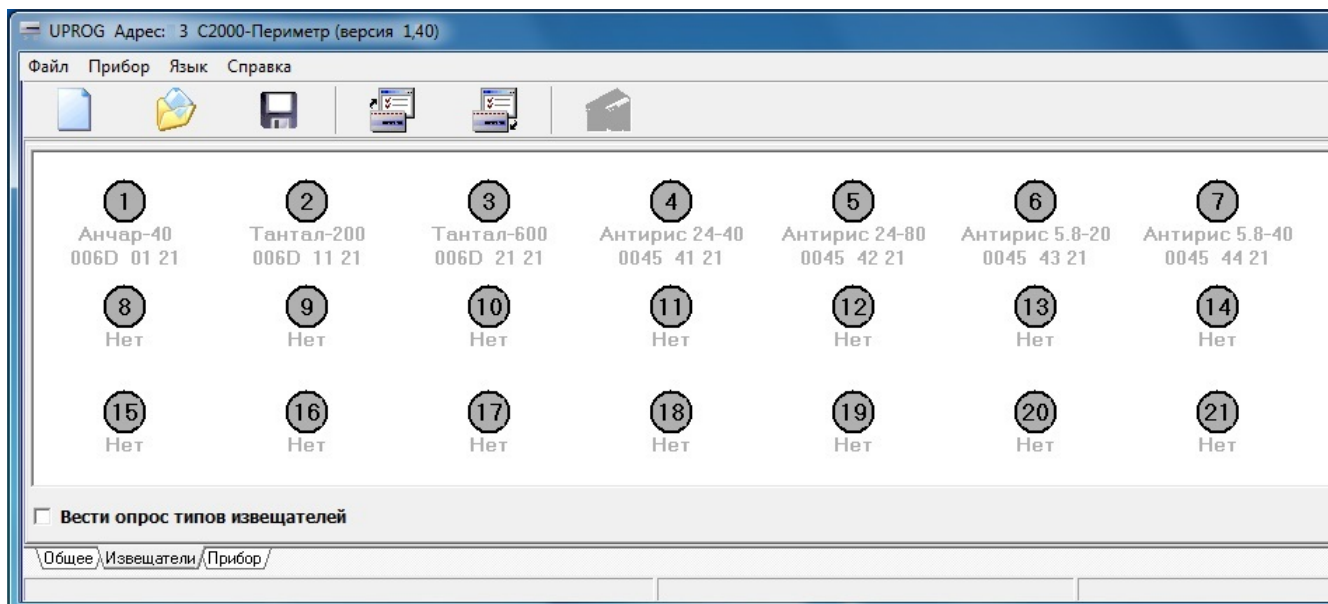 UPROG Адрес: 3 С2000-Периметр (версия 1,40)
Файл Прибор Язык Справка
1 2 3 4 5 6 7
Анчар-40 Тантал-200 Тантал-600 Антирис 24-40 Антирис 24-80 Антирис 5.8-20 Антирис 5.8-40
006D 01 21 006D 11 21 006D 21 21 0045 41 21 0045 42 21 0045 43 21 0045 44 21
8 9 10 11 12 13 14
Нет Нет Нет Нет Нет Нет Нет
15 16 17 18 19 20 21
Нет Нет Нет Нет Нет Нет Нет
Вести опрос типов извещателей
Общее Извещатели Прибор